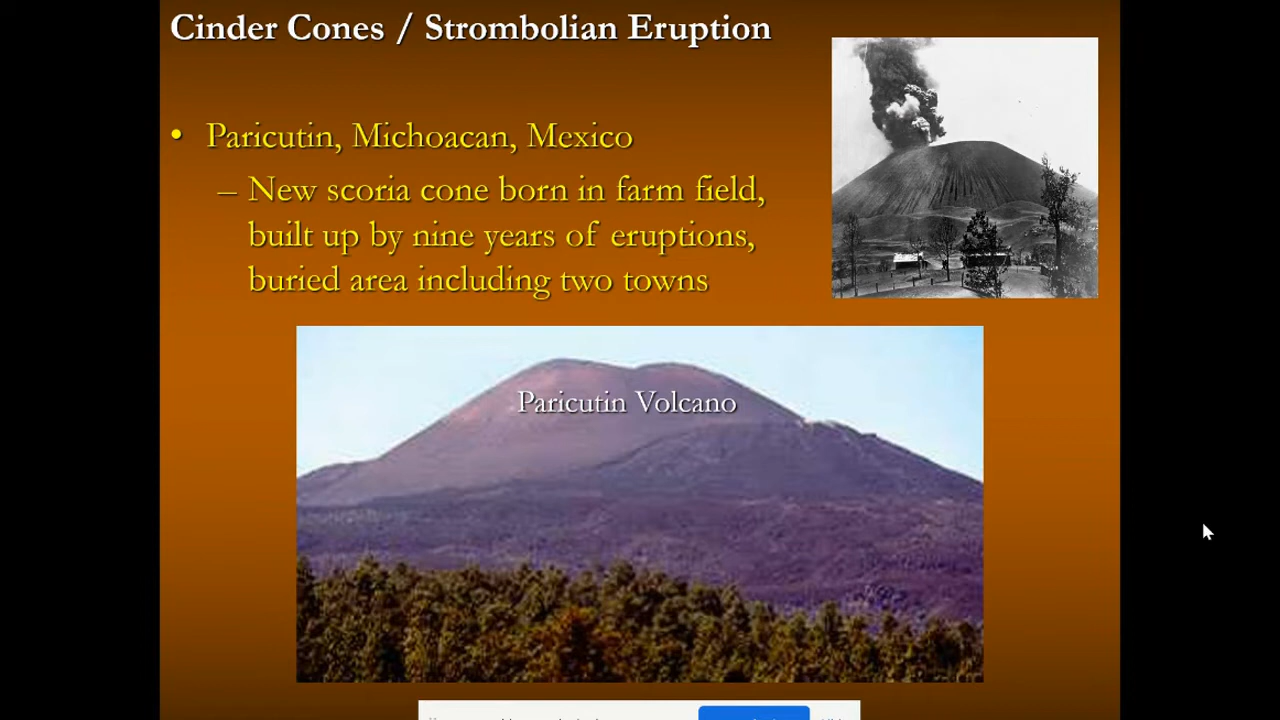 Cinder Cones / Strombolian Eruption
• Paricutin, Michoacan, Mexico
– New scoria cone born in farm field,
built up by nine years of eruptions,
buried area including two towns
Paricutin Volcano